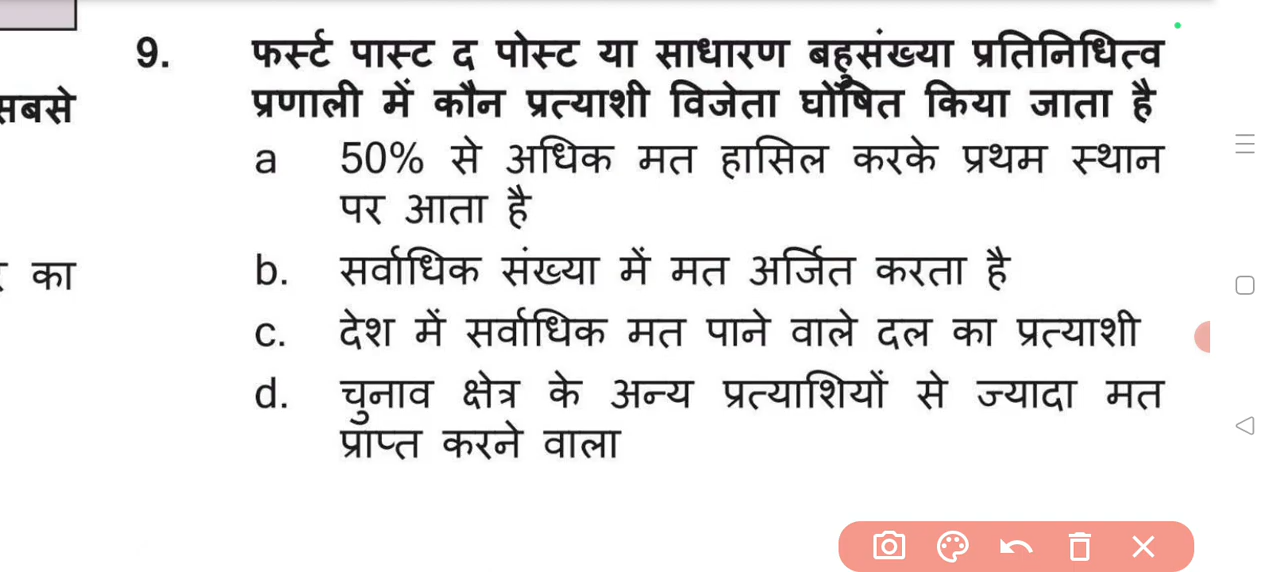 सबसे
का
9. फर्स्ट पास्ट द पोस्ट या साधारण बहुसंख्या प्रतिनिधित्व
प्रणाली में कौन प्रत्याशी विजेता घोषित किया जाता है
a 50% से अधिक मत हासिल करके प्रथम स्थान
पर आता है
b. सर्वाधिक संख्या में मत अर्जित करता है
c. देश में सर्वाधिक मत पाने वाले दल का प्रत्याशी
d. चुनाव क्षेत्र के अन्य प्रत्याशियों से ज्यादा मत
प्राप्त करने वाला